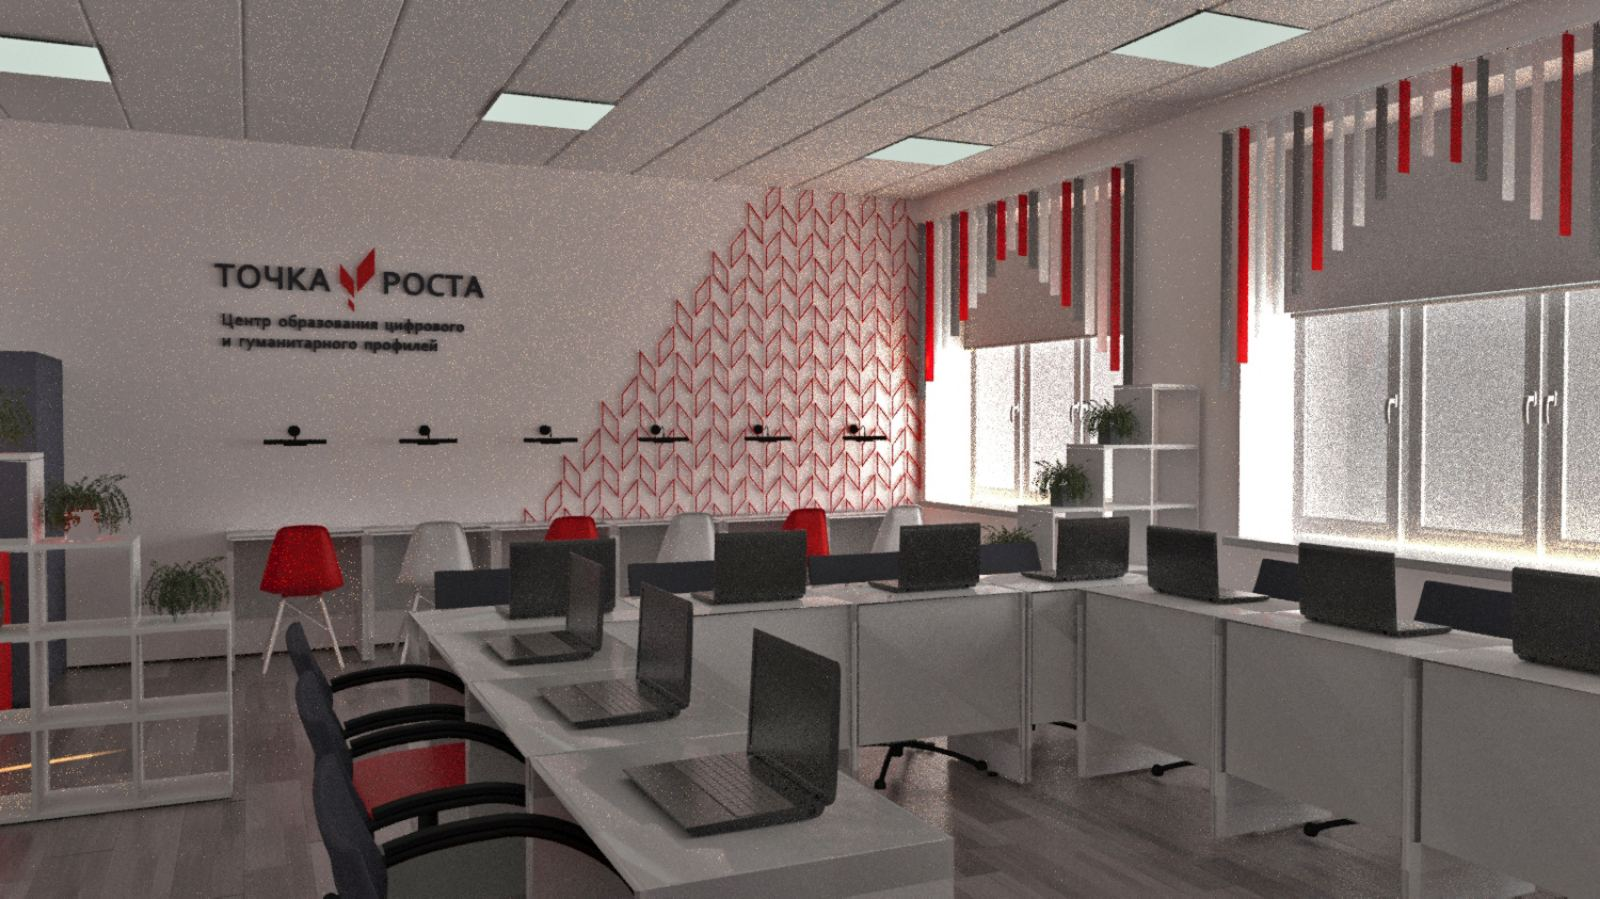 ТОЧКА РОСТА
Центр образования цифрового
и гуманитарного профилей